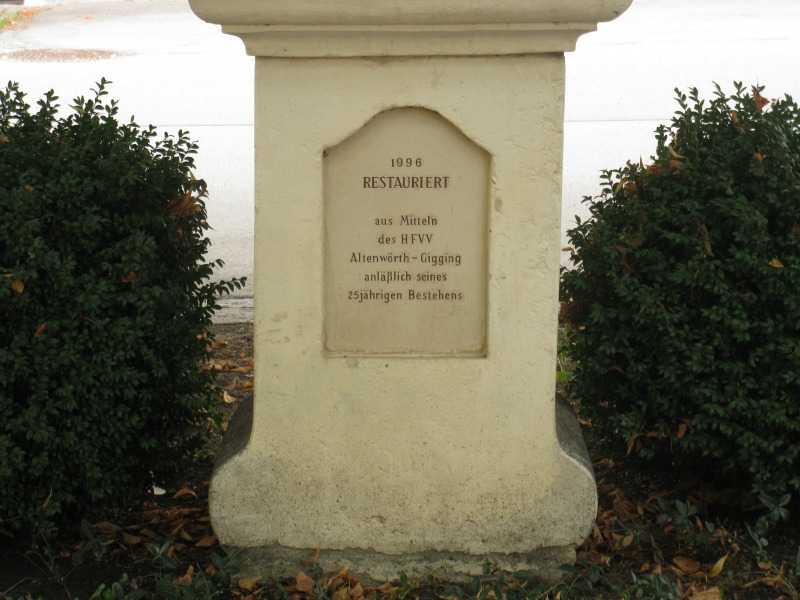 1996
RESTAURIERT
aus Mitteln
des HFVV
Altenwörth-Gigging
anläßlich seines
25jährigen Bestehens